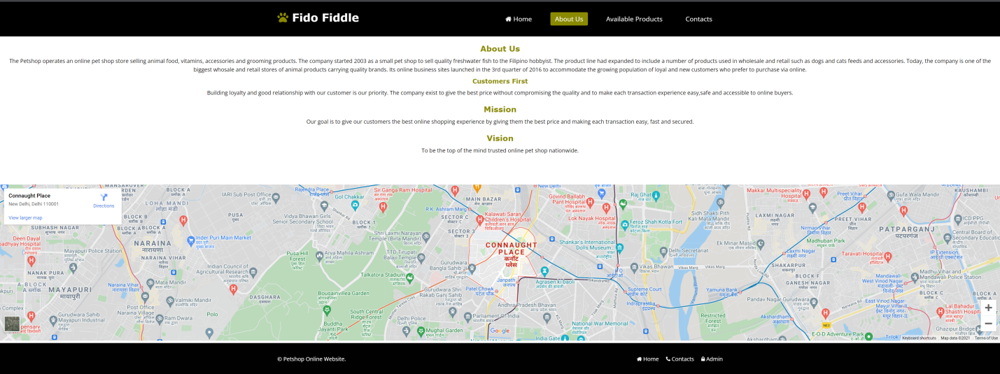 Fido Fiddle
Home
About Us
Available Products
Contacts
About Us
The Petshop operates an online pet shop store selling animal food, vitamins, accessories and grooming products. The company started 2003 as a small pet shop to sell quality freshwater fish to the Filipino hobbyist. The product line had expanded to include a number of products used in wholesale and retail such as dogs and cats feeds and accessories. Today, the company is one of the
biggest whosale and retail stores of animal products carrying quality brands. Its online business sites launched in the 3rd quarter of 2016 to accommodate the growing population of loyal and new customers who prefer to purchase via online.
Customers First
Building loyalty and good relationship with our customer is our priority. The company exist to give the best price without compromising the quality and to make each transaction experience easy,safe and accessible to online buyers.
Mission
Our goal is to give our customers the best online shopping experience by giving them the best price and making each transaction easy, fast and secured.
Vision
To be the top of the mind trusted online pet shop nationwide.
Connaught Place
New Delhi, Delhi 110001
Directions
View larger map
BLOCK A
LOHA MANDI
लोहा मंडी
IARI Sub Post Office
PUSA
पूसा
Rajendra Place
Gol Chakkar
Sir Ganga Ram Hospital
MAIN BAZAR
New Delhi
Govind Ballabh
Pant Hospital
Raj Ghat
Makkar Multispeciality
Hospital
Preet Vihar
Gufa Wala Mandir
KAUSHAMBI
BLOCK B
SUBHASH NAGAR
Vidya Bhawan Girls
Senior Secondary School
BLOCK 1
R.K. Ashram Marg
SECTOR C
SECTOR 3
Kalawati Saran
Children's Hospital
Lok Nayak Hospital
Feroz Shah Kotla Fort
Sidh Shakti Pith
Kali Mata Mandir
LAXMI NAGAR
PREET VIHAR
Nirman Vihar
PATPARGANJ
पटपरगंज
ICD PPG
Central Board of
Secondary Education
Deen Dayal
Mayapuri Police Station
NARAINA
नारायणा
Inder Puri Main Market
Shri Laxmi Narayan
Temple (Birla Mandir)
CONNAUGHT
PLACE
कनॉट
प्लेस
Shankar's International
Dolls Museum
Delhi Secretariat
Ek Minar Masjid
Madhuban Park
Laxmi Nagar
Taravati Hospital
IP Extension
NARAINA VIHAR
Pusa Hill
Forest
Arya Mahila Ashram
TTD Tirupati
Balaji Temple
Gurudwara
Bangla Sahib
NANAK PURA
Indian Council of
Agricultural Research
Talkatora Stadium
Janpath
Agrasen ki baoli
ITO
Vikas Bhawan
Vikas Marg
SHAKARPUR
BLOCK F
GANESH NAGAR
Mandawali-
West Vinod Nagar
Madhu Vihar and
Mandawali Police Station
A BLOCK
MAYAPURI
मायापुरी
Naraina Vihar
Mata Mandir
Valmiki Mandir
DASGHARA
Bougainvillea Garden
Gurudwara Shri
Rakab Ganj Sahib
Patel Chowk
Supreme Court
Yamuna Bank
BLOCK C
BLOCK A
Post Office
Naraina Village
Ram Dwara
Polo
South Central
Ridge Forest
Andhra Pradesh Bhavan
Indraprastha
Pandav Nagar Gurudwara
East Vinod Nagar-
Mayur Vihar-II
Lal Bahadur
Shastri Hospital
Gurudwara
Mayapuri Industrial
Buddha
Jayanti Park
Delhi Police
Mughal Garden
Parliament of India
National War Memorial
India Gate
Restricted
Forest
Akshardham
NE3
E-O-D Adventure Park
Ghazipur Bridge
Google
Keyboard shortcuts
Map data ©2021
Terms of Use
© Petshop Online Website.
Home
Contacts
Admin